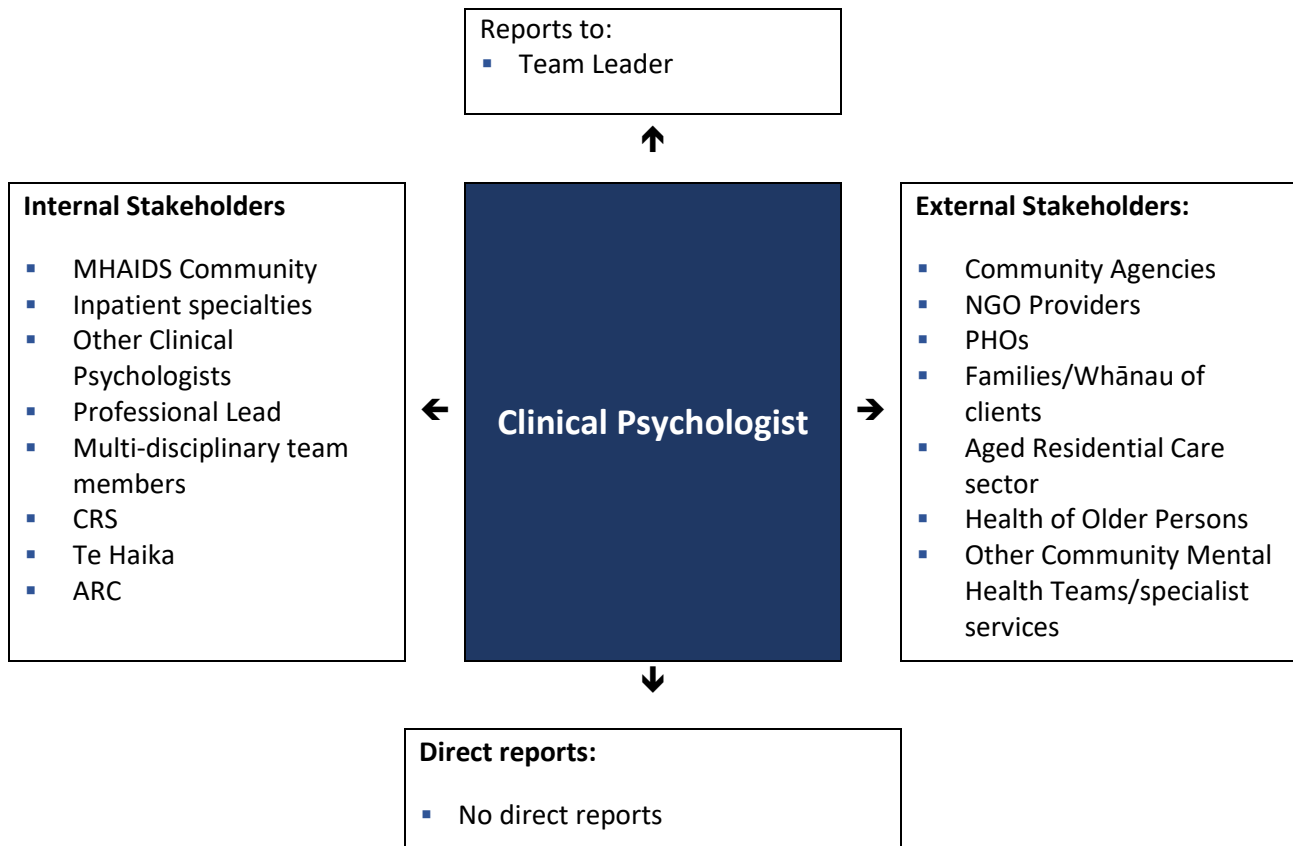 Reports to:
▪ Team Leader
Internal Stakeholders
▪ MHAIDS Community
▪ Inpatient specialties
▪ Other Clinical
Psychologists
▪ Professional Lead
▪ Multi-disciplinary team
members
▪ CRS
▪ Te Haika
▪ ARC
Clinical Psychologist
External Stakeholders:
▪ Community Agencies
▪ NGO Providers
▪ PHOs
▪ Families/Whānau of
clients
▪ Aged Residential Care
sector
▪ Health of Older Persons
▪ Other Community Mental
Health Teams/specialist
services
Direct reports:
▪ No direct reports